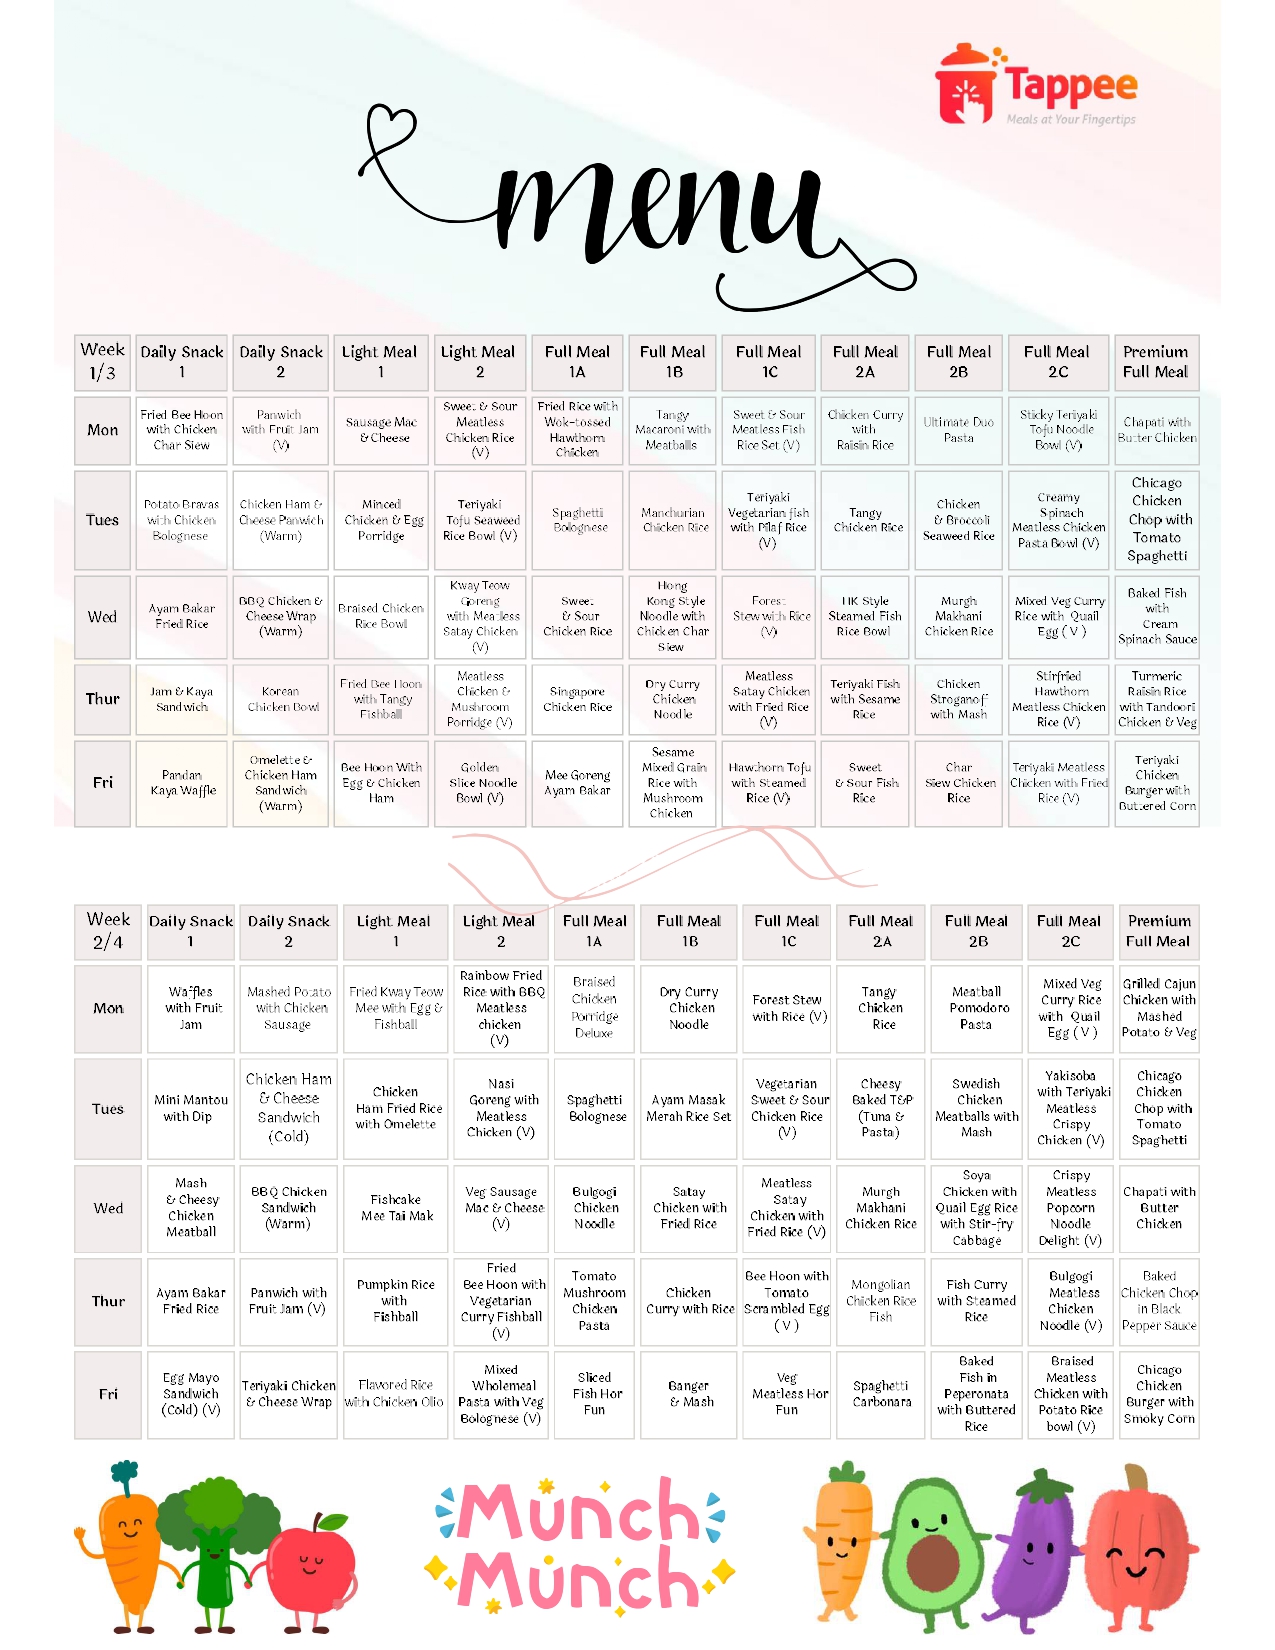 Tappee
Meals at Your Fingertips
menu
Week 1/3 | Daily Snack 1 | Daily Snack 2 | Light Meal 1 | Light Meal 2 | Full Meal 1A | Full Meal 1B | Full Meal 1C | Full Meal 2A | Full Meal 2B | Full Meal 2C | Premium Full Meal
Mon | Fried Bee Hoon with Chicken Char Siew | Panwich with Fruit Jam (V) | Sausage Mac & Cheese | Sweet & Sour Meatless Chicken Rice (V) | Fried Rice with Wok-tossed Hawthorn Chicken | Tangy Macaroni with Meatballs | Sweet & Sour Meatless Fish Rice Set (V) | Chicken Curry with Raisin Rice | Ultimate Duo Pasta | Sticky Teriyaki Tofu Noodle Bowl (V) | Chapati with Butter Chicken
Tues | Potato Bravas with Chicken Bolognese | Chicken Ham & Cheese Panwich (Warm) | Minced Chicken & Egg Porridge | Teriyaki Tofu Seaweed Rice Bowl (V) | Spaghetti Bolognese | Manchurian Chicken Rice | Teriyaki Vegetarian fish with Pilaf Rice (V) | Tangy Chicken Rice | Chicken & Broccoli Seaweed Rice | Creamy Spinach Meatless Chicken Pasta Bowl (V) | Chicago Chicken Chop with Tomato Spaghetti
Wed | Ayam Bakar Fried Rice | BBQ Chicken & Cheese Wrap (Warm) | Braised Chicken Rice Bowl | Kway Teow Goreng with Meatless Satay Chicken (V) | Sweet & Sour Chicken Rice | Hong Kong Style Noodle with Chicken Char Siew | Forest Stew with Rice (V) | HK Style Steamed Fish Rice Bowl | Murgh Makhani Chicken Rice | Mixed Veg Curry Rice with Quail Egg ( V ) | Baked Fish with Cream Spinach Sauce
Thur | Jam & Kaya Sandwich | Korean Chicken Bowl | Fried Bee Hoon with Tangy Fishball | Meatless Chicken & Mushroom Porridge (V) | Singapore Chicken Rice | Dry Curry Chicken Noodle | Meatless Satay Chicken with Fried Rice (V) | Teriyaki Fish with Sesame Rice | Chicken Stroganoff with Mash | Stirfried Hawthorn Meatless Chicken Rice (V) | Turmeric Raisin Rice with Tandoori Chicken & Veg
Fri | Pandan Kaya Waffle | Omelette & Chicken Ham Sandwich (Warm) | Bee Hoon With Egg & Chicken Ham | Golden Slice Noodle Bowl (V) | Mee Goreng Ayam Bakar | Sesame Mixed Grain Rice with Mushroom Chicken | Hawthorn Tofu with Steamed Rice (V) | Sweet & Sour Fish Rice | Char Siew Chicken Rice | Teriyaki Meatless Chicken with Fried Rice (V) | Teriyaki Chicken Burger with Buttered Corn
Week 2/4 | Daily Snack 1 | Daily Snack 2 | Light Meal 1 | Light Meal 2 | Full Meal 1A | Full Meal 1B | Full Meal 1C | Full Meal 2A | Full Meal 2B | Full Meal 2C | Premium Full Meal
Mon | Waffles with Fruit Jam | Mashed Potato with Chicken Sausage | Fried Kway Teow Mee with Egg & Fishball | Rainbow Fried Rice with BBQ Meatless chicken (V) | Braised Chicken Porridge Deluxe | Dry Curry Chicken Noodle | Forest Stew with Rice (V) | Tangy Chicken Rice | Meatball Pomodoro Pasta | Mixed Veg Curry Rice with Quail Egg ( V ) | Grilled Cajun Chicken with Mashed Potato & Veg
Tues | Mini Mantou with Dip | Chicken Ham & Cheese Sandwich (Cold) | Chicken Ham Fried Rice with Omelette | Nasi Goreng with Meatless Chicken (V) | Spaghetti Bolognese | Ayam Masak Merah Rice Set | Vegetarian Sweet & Sour Chicken Rice (V) | Cheesy Baked T&P (Tuna & Pasta) | Swedish Chicken Meatballs with Mash | Yakisoba with Teriyaki Meatless Crispy Chicken (V) | Chicago Chicken Chop with Tomato Spaghetti
Wed | Mash & Cheesy Chicken Meatball | BBQ Chicken Sandwich (Warm) | Fishcake Mee Tai Mak | Veg Sausage Mac & Cheese (V) | Bulgogi Chicken Noodle | Satay Chicken with Fried Rice | Meatless Satay Chicken with Fried Rice (V) | Murgh Makhani Chicken Rice | Soya Chicken with Quail Egg Rice with Stir-fry Cabbage | Crispy Meatless Popcorn Noodle Delight (V) | Chapati with Butter Chicken
Thur | Ayam Bakar Fried Rice | Panwich with Fruit Jam (V) | Pumpkin Rice with Fishball | Fried Bee Hoon with Vegetarian Curry Fishball (V) | Tomato Mushroom Chicken Pasta | Chicken Curry with Rice | Bee Hoon with Tomato Scrambled Egg ( V ) | Mongolian Chicken Rice Fish | Fish Curry with Steamed Rice | Bulgogi Meatless Chicken Noodle (V) | Baked Chicken Chop in Black Pepper Sauce
Fri | Egg Mayo Sandwich (Cold) (V) | Teriyaki Chicken & Cheese Wrap | Flavored Rice with Chicken Olio | Mixed Wholemeal Pasta with Veg Bolognese (V) | Sliced Fish Hor Fun | Banger & Mash | Veg Meatless Hor Fun | Spaghetti Carbonara | Baked Fish in Peperonata with Buttered Rice | Braised Meatless Chicken with Potato Rice bowl (V) | Chicago Chicken Burger with Smoky Corn
Munch
Munch